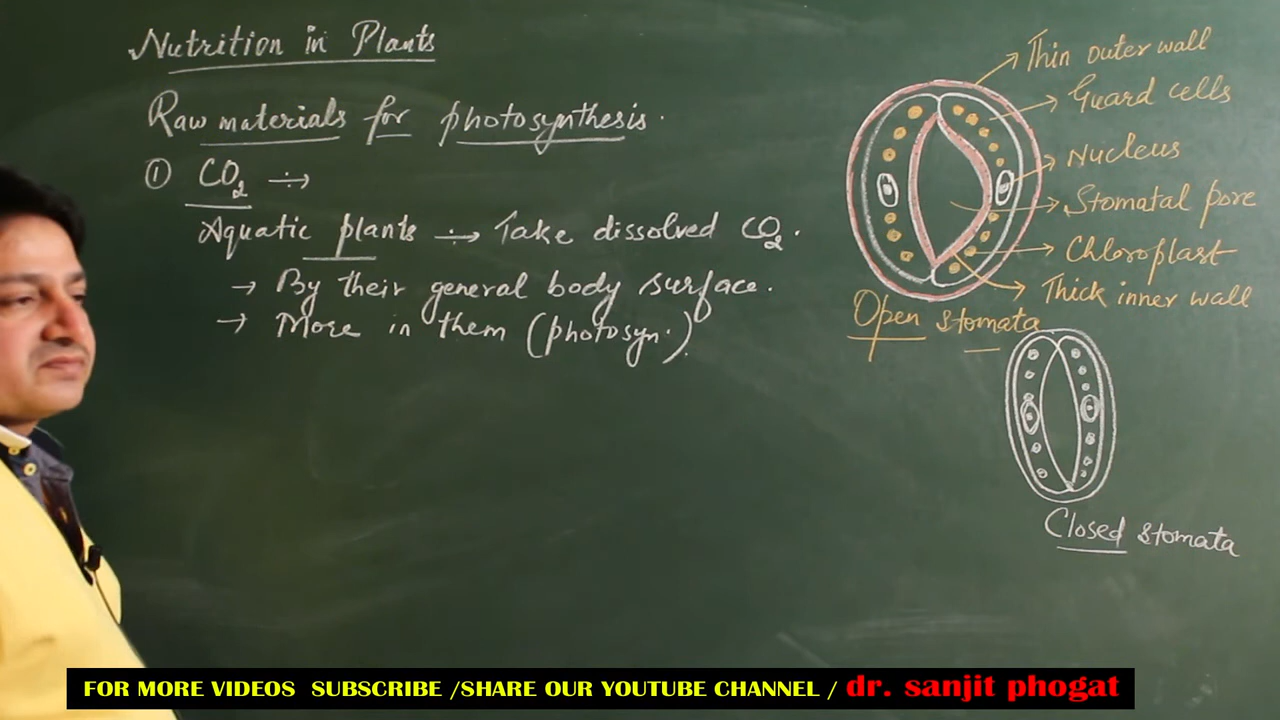 Nutrition in Plants
Raw materials for photosynthesis.
① CO₂ ÷→
Aquatic plants ÷→ Take dissolved CO₂.
→ By their general body surface.
→ More in them (photosyn.).
Thin outer wall
Guard cells
Nucleus
Stomatal pore
Chloroplast
Thick inner wall
Open stomata
Closed stomata
FOR MORE VIDEOS SUBSCRIBE /SHARE OUR YOUTUBE CHANNEL / dr. sanjit phogat